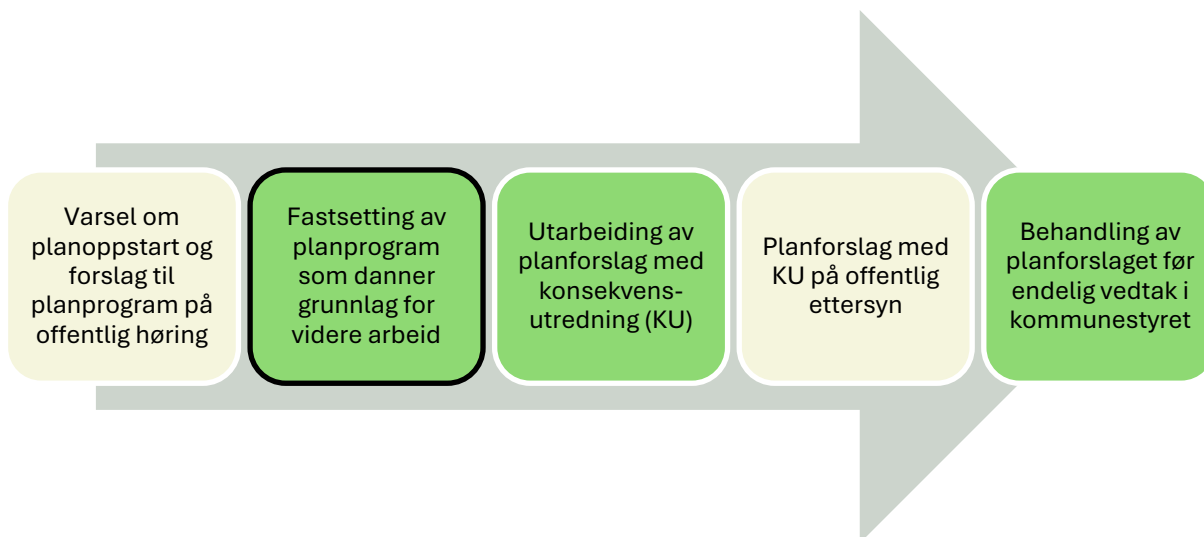 Varsel om
planoppstart og
forslag til
planprogram på
offentlig høring
Fastsetting av
planprogram
som danner
grunnlag for
videre arbeid
Utarbeiding av
planforslag med
konsekvens-
utredning (KU)
Planforslag med
KU på offentlig
ettersyn
Behandling av
planforslaget før
endelig vedtak i
kommunestyret